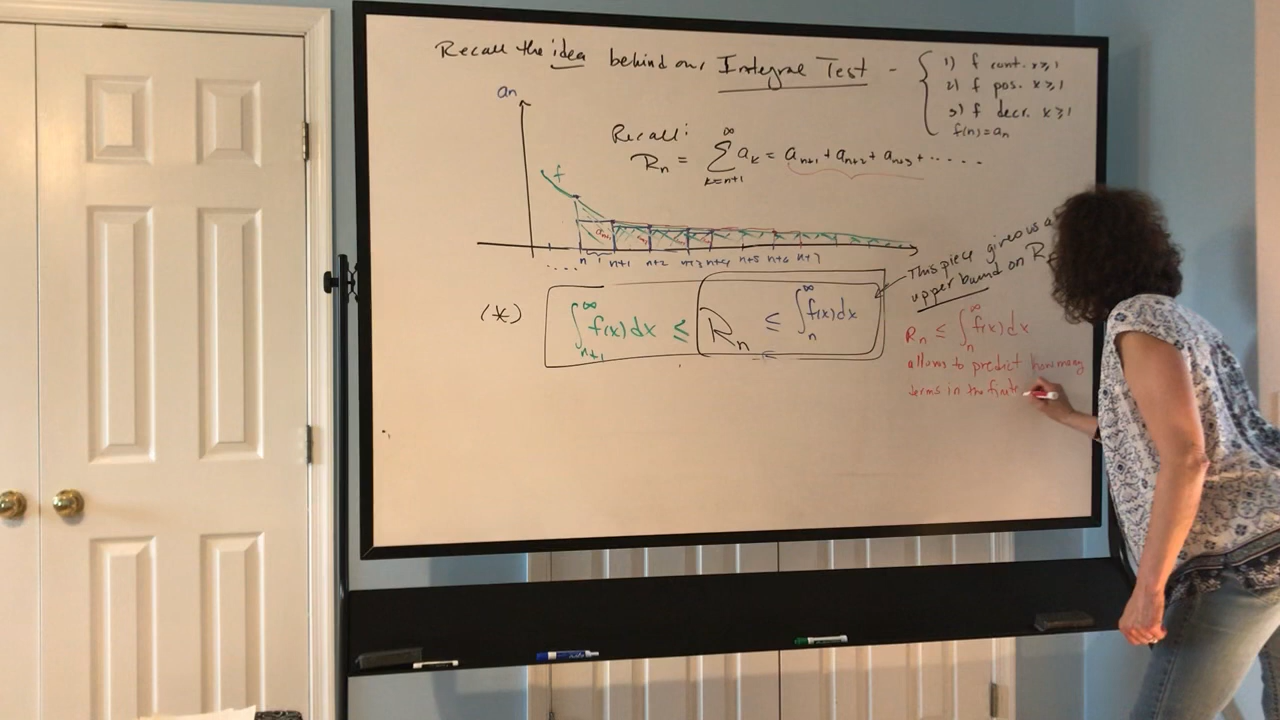 Recall the idea behind our Integral Test -
1) f cont. x ≥ 1
2) f pos. x ≥ 1
3) f decr. x ≥ 1
f(n) = an
an
Recall:
Rn = ∑ k=n+1 ∞ ak = an+1 + an+2 + an+3 + .....
f
an+1
.... n n+1 n+2 n+3 n+4 n+5 n+6 n+7
This piece gives us a
upper bound on R
(*) ∫ n+1 ∞ f(x)dx ≤ Rn ≤ ∫ n ∞ f(x)dx
Rn ≤ ∫ n ∞ f(x)dx
allows to predict how many
terms in the finite